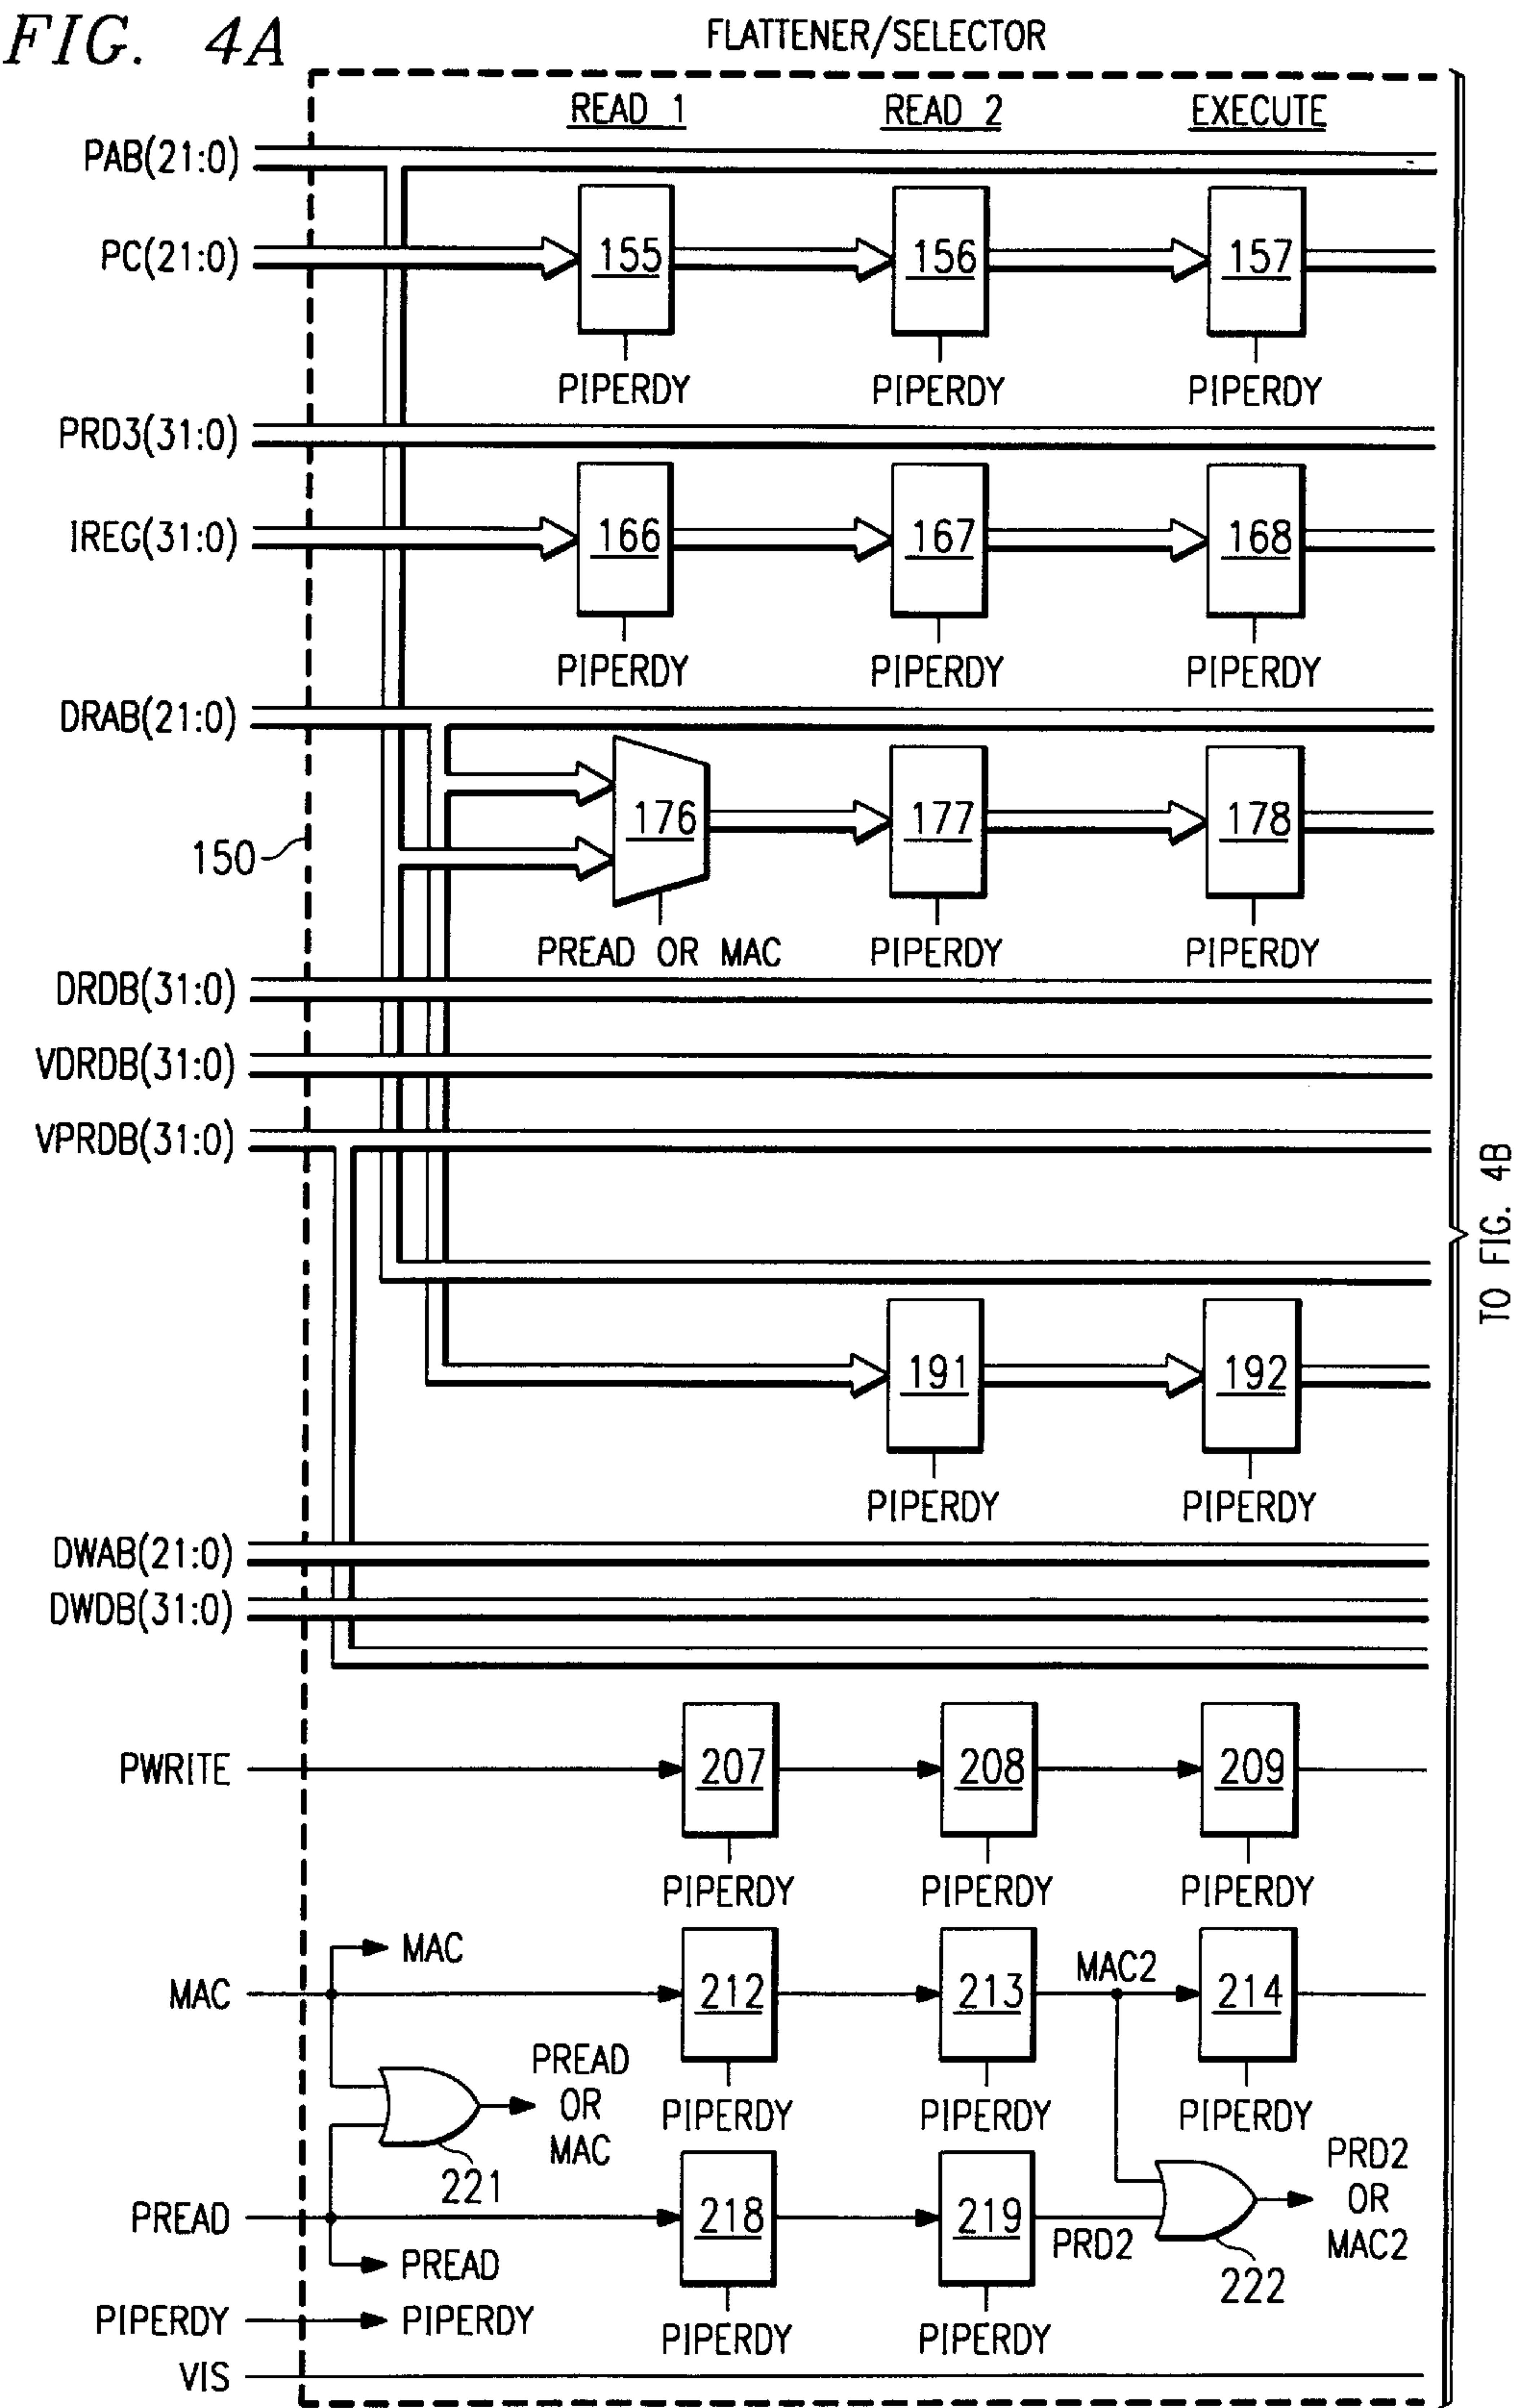 FIG. 4A
FLATTENER/SELECTOR
READ 1 READ 2 EXECUTE
PAB(21:0)
PC(21:0) 155 156 157
PIPERDY PIPERDY PIPERDY
PRD3(31:0)
IREG(31:0) 166 167 168
PIPERDY PIPERDY PIPERDY
DRAB(21:0)
176 177 178
150
PREAD OR MAC PIPERDY PIPERDY
DRDB(31:0)
VDRDB(31:0)
VPRDB(31:0)
TO FIG. 4B
191 192
PIPERDY PIPERDY
DWAB(21:0)
DWDB(31:0)
PWRITE 207 208 209
PIPERDY PIPERDY PIPERDY
MAC
MAC 212 213 MAC2 214
PIPERDY PIPERDY PIPERDY
PREAD
OR
MAC
221
PREAD 218 219 PRD2
PRD2
OR
MAC2
222
PREAD
PIPERDY PIPERDY PIPERDY PIPERDY
VIS